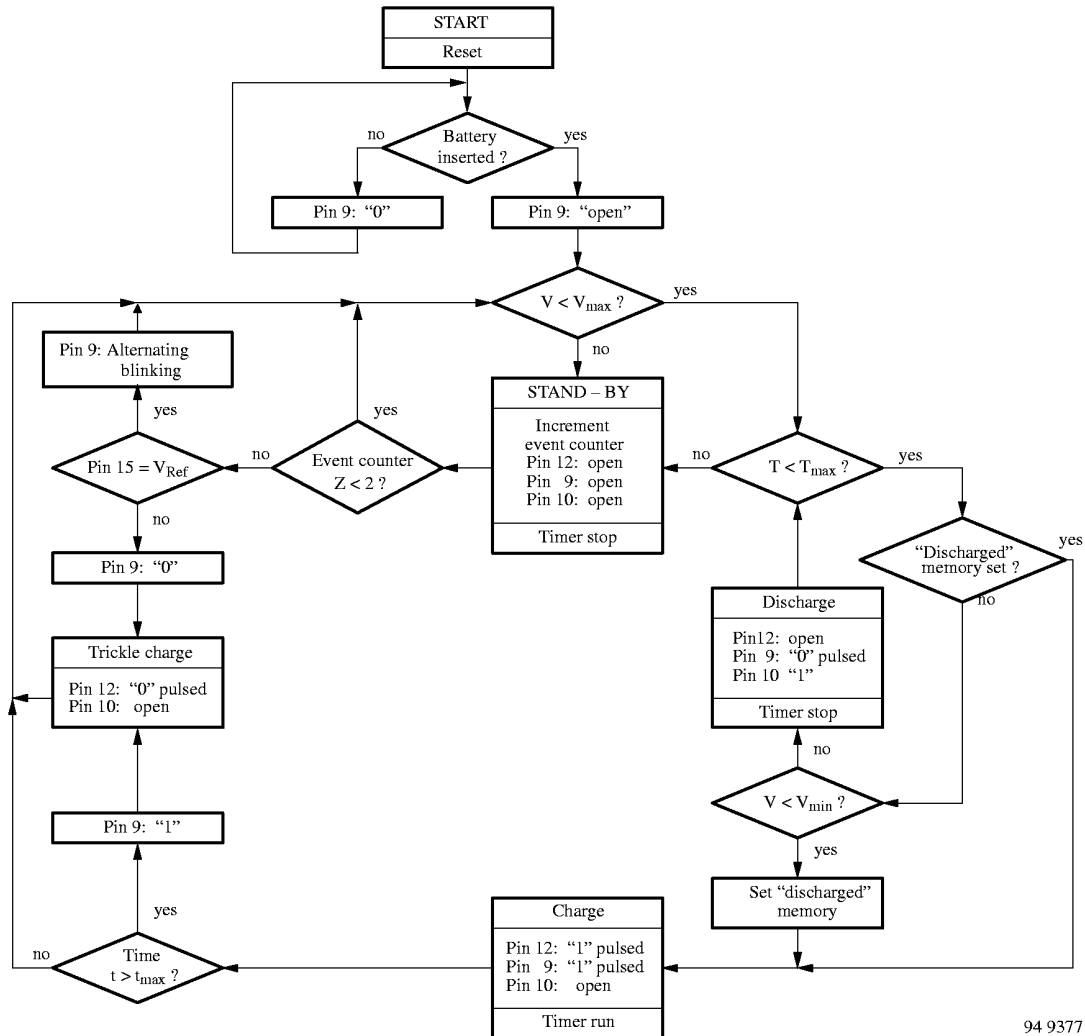 START
Reset
Battery
inserted ?
no
yes
Pin 9: “0”
Pin 9: “open”
V < Vmax ?
yes
no
Pin 9: Alternating
blinking
yes
Pin 15 = VRef
no
no
Event counter
Z < 2 ?
yes
STAND – BY
Increment
event counter
Pin 12: open
Pin 9: open
Pin 10: open
Timer stop
no
T < Tmax ?
yes
“Discharged”
memory set ?
yes
no
Pin 9: “0”
Trickle charge
Pin 12: “0” pulsed
Pin 10: open
Discharge
Pin12: open
Pin 9: “0” pulsed
Pin 10 “1”
Timer stop
no
V < Vmin ?
yes
Pin 9: “1”
Set “discharged”
memory
yes
no
Time
t > tmax ?
Charge
Pin 12: “1” pulsed
Pin 9: “1” pulsed
Pin 10: open
Timer run
94 9377